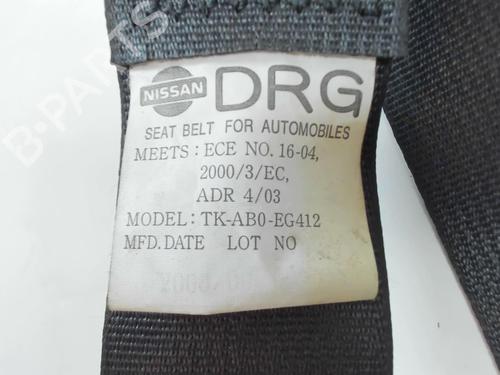 NISSAN DRG
SEAT BELT FOR AUTOMOBILES
MEETS : ECE NO. 16-04,
2000/3/EC,
ADR 4/03
MODEL: TK-AB0-EG412
MFD. DATE LOT NO
B-PARTS